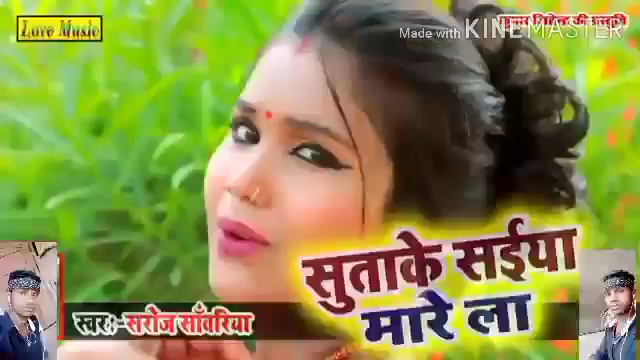 Love Music
Made with KINEMASTER
सुताके सईया
मारे ला
स्वरः-सरोज साँवरिया